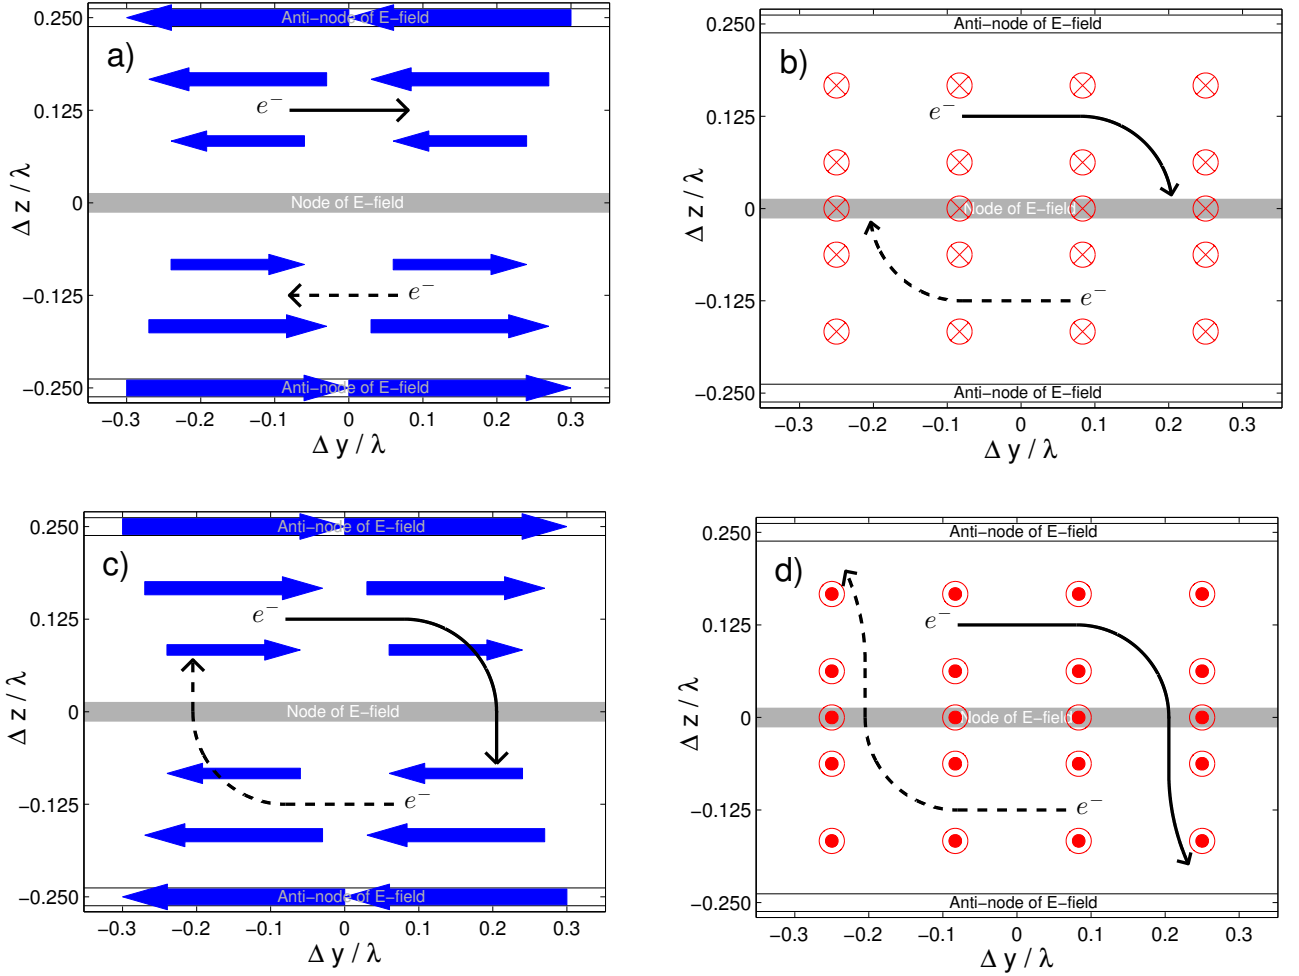 a)
Anti-node of E-field
e⁻
Node of E-field
e⁻
Anti-node of E-field
0.250
0.125
0
−0.125
−0.250
Δ z / λ
−0.3 −0.2 −0.1 0 0.1 0.2 0.3
Δ y / λ
b)
Anti−node of E−field
e⁻
Node of E−field
e⁻
Anti−node of E−field
0.250
0.125
0
−0.125
−0.250
Δ z / λ
−0.3 −0.2 −0.1 0 0.1 0.2 0.3
Δ y / λ
c)
Anti−node of E−field
e⁻
Node of E−field
e⁻
Anti−node of E−field
0.250
0.125
0
−0.125
−0.250
Δ z / λ
−0.3 −0.2 −0.1 0 0.1 0.2 0.3
Δ y / λ
d)
Anti−node of E−field
e⁻
Node of E−field
e⁻
Anti−node of E−field
0.250
0.125
0
−0.125
−0.250
Δ z / λ
−0.3 −0.2 −0.1 0 0.1 0.2 0.3
Δ y / λ